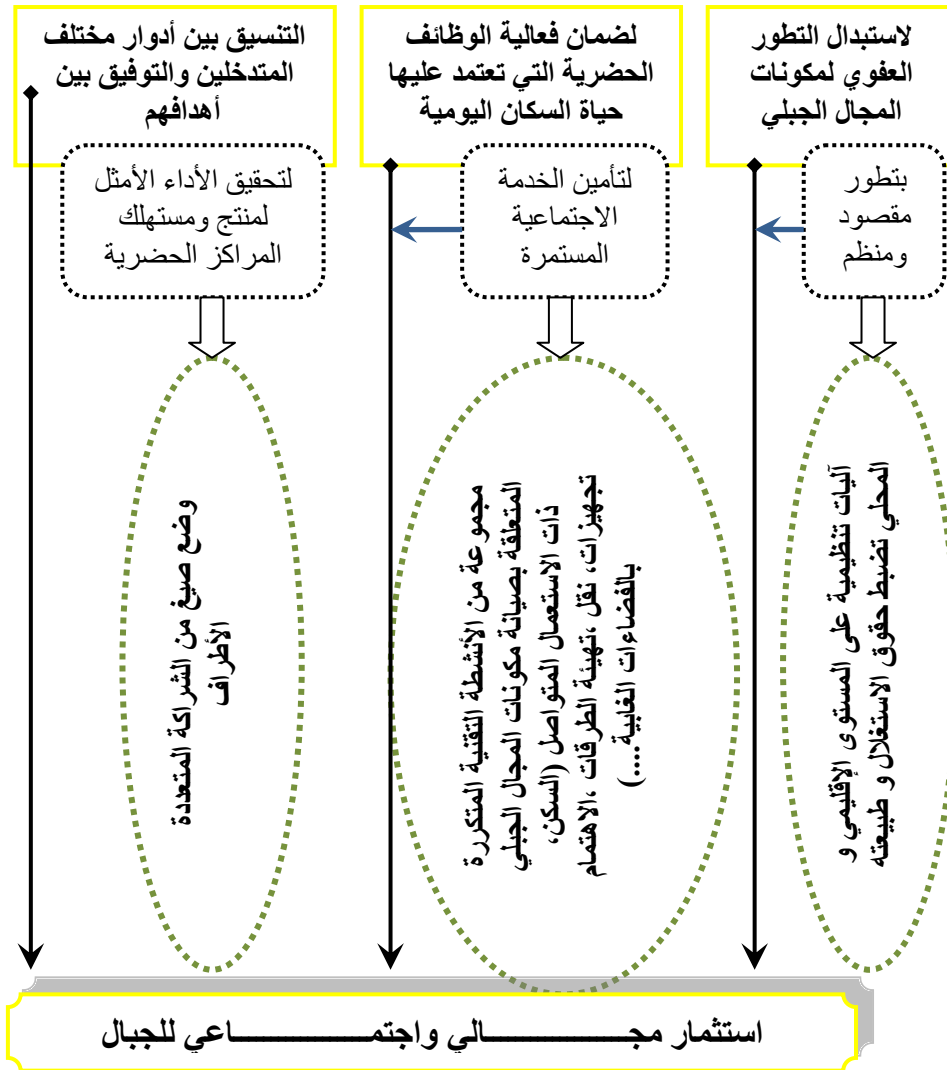 لاستبدال التطور
العفوي لمكونات
المجال الجبلي
بتطور
مقصود
ومنظم
آليات تنظيمية على المستوى الإقليمي و
المحلي تضبط حقوق الاستغلال و طبيعته
لضمان فعالية الوظائف
الحضرية التي تعتمد عليها
حياة السكان اليومية
لتأمين الخدمة
الاجتماعية
المستمرة
مجموعة من الأنشطة التقنية المتكررة
المتعلقة بصيانة مكونات المجال الجبلي
ذات الاستعمال المتواصل (السكن،
تجهيزات، نقل ،تهيئة الطرقات ،الاهتمام
بالفضاءات الغابية....)
التنسيق بين أدوار مختلف
المتدخلين والتوفيق بين
أهدافهم
لتحقيق الأداء الأمثل
لمنتج ومستهلك
المراكز الحضرية
وضع صيغ من الشراكة المتعددة
الأطراف
استثمار مجـــــــــالي واجتمـــــــــــاعي للجبال